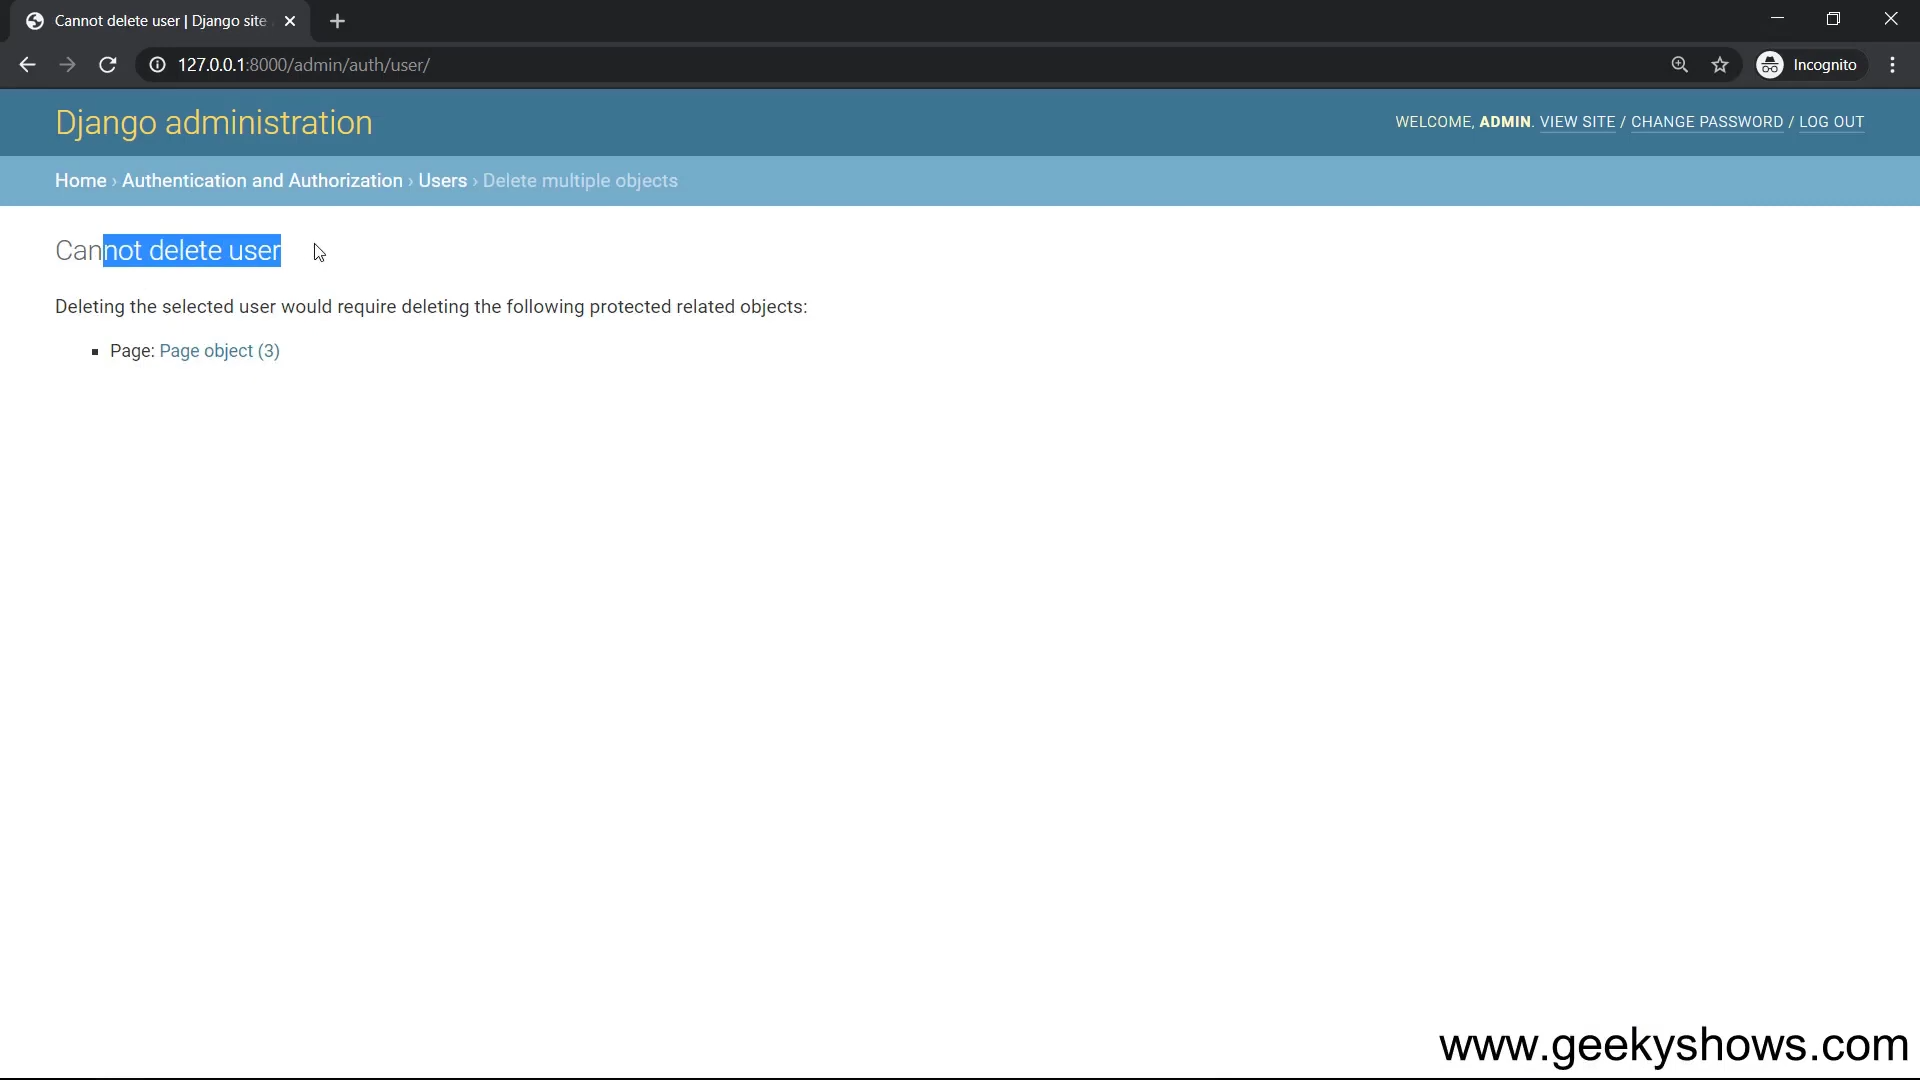 Cannot delete user | Django site
127.0.0.1:8000/admin/auth/user/
Incognito
Django administration
WELCOME, ADMIN. VIEW SITE / CHANGE PASSWORD / LOG OUT
Home › Authentication and Authorization › Users › Delete multiple objects
Cannot delete user
Deleting the selected user would require deleting the following protected related objects:
Page: Page object (3)
www.geekyshows.com